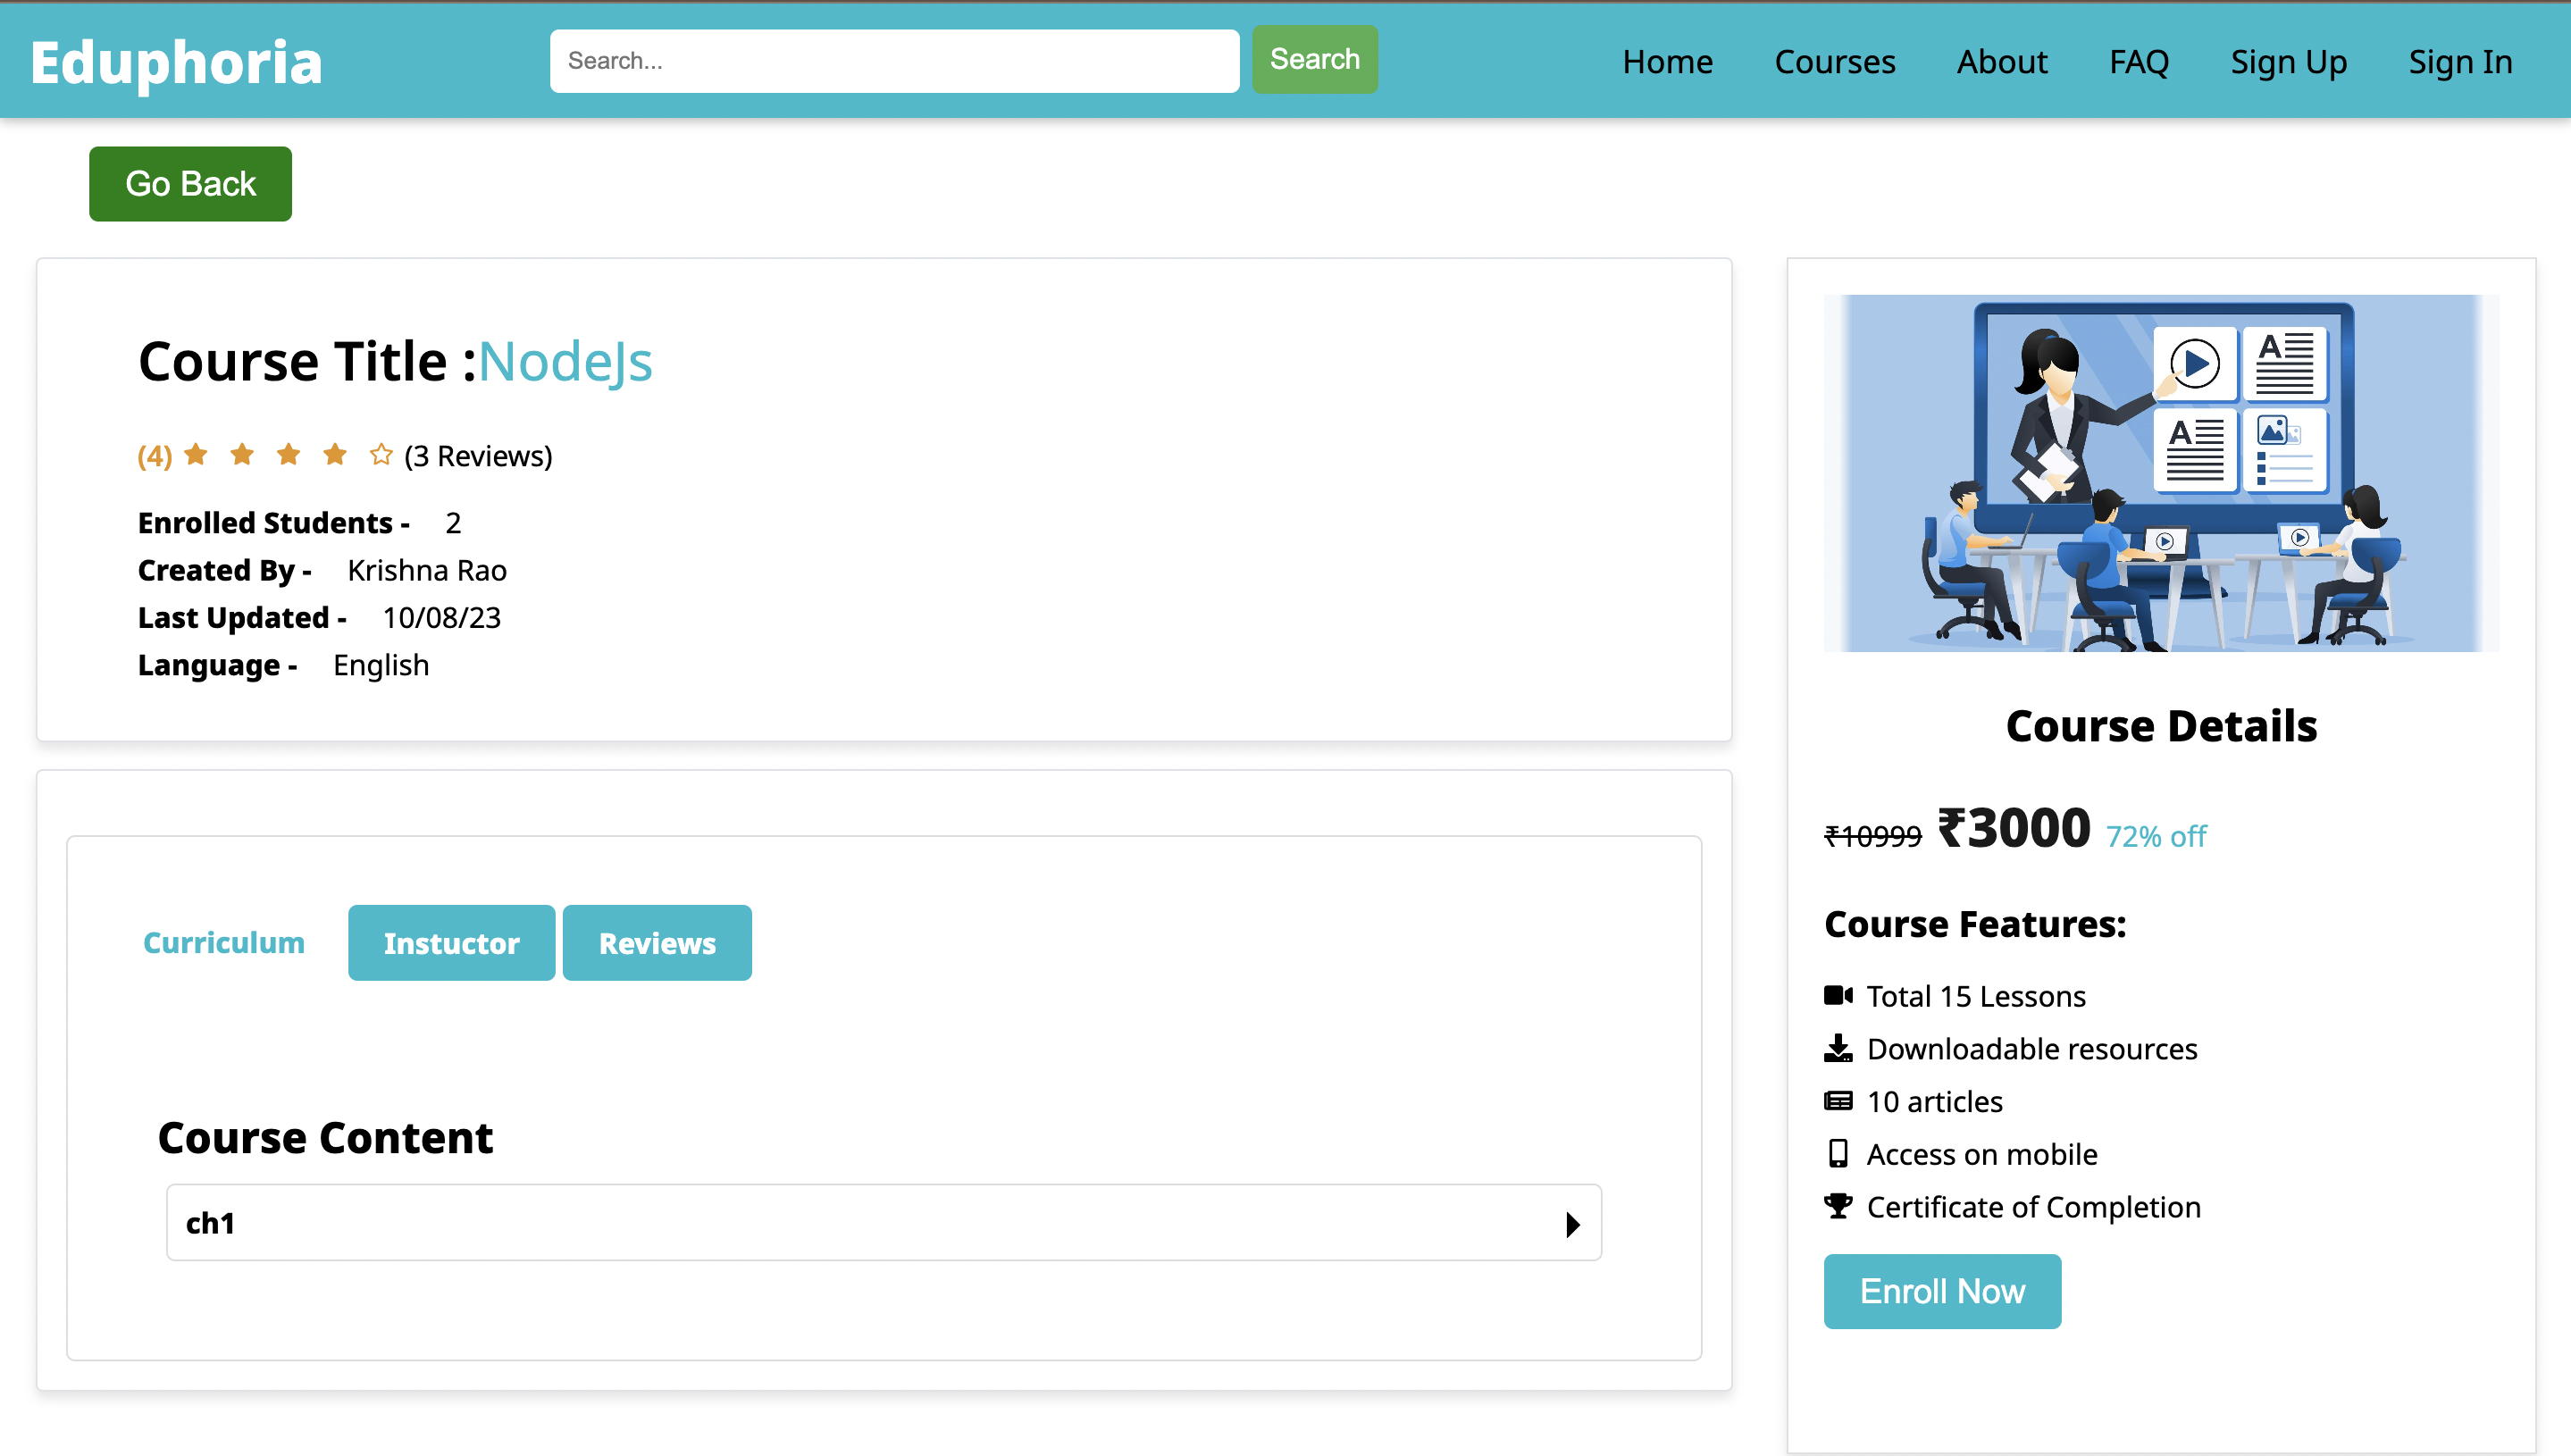 Eduphoria
Search...
Search
Home
Courses
About
FAQ
Sign Up
Sign In
Go Back
Course Title :NodeJs
(4) (3 Reviews)
Enrolled Students - 2
Created By - Krishna Rao
Last Updated - 10/08/23
Language - English
Curriculum
Instuctor
Reviews
Course Content
ch1
A
A
Course Details
₹10999 ₹3000 72% off
Course Features:
Total 15 Lessons
Downloadable resources
10 articles
Access on mobile
Certificate of Completion
Enroll Now